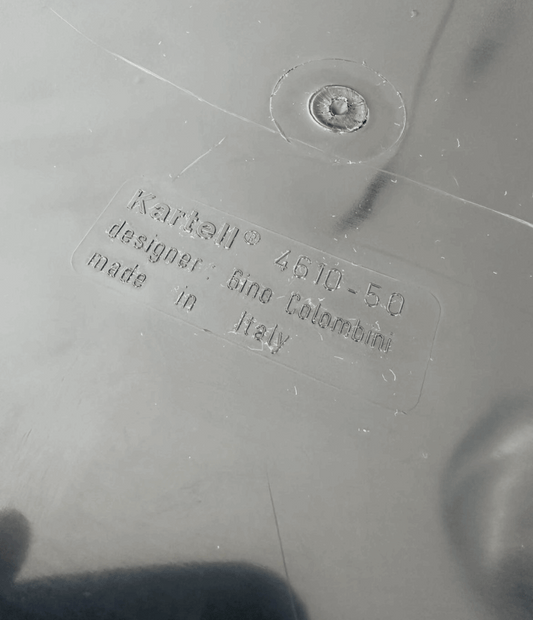 Kartell® 4610-50
designer: Gino Colombini
made in Italy